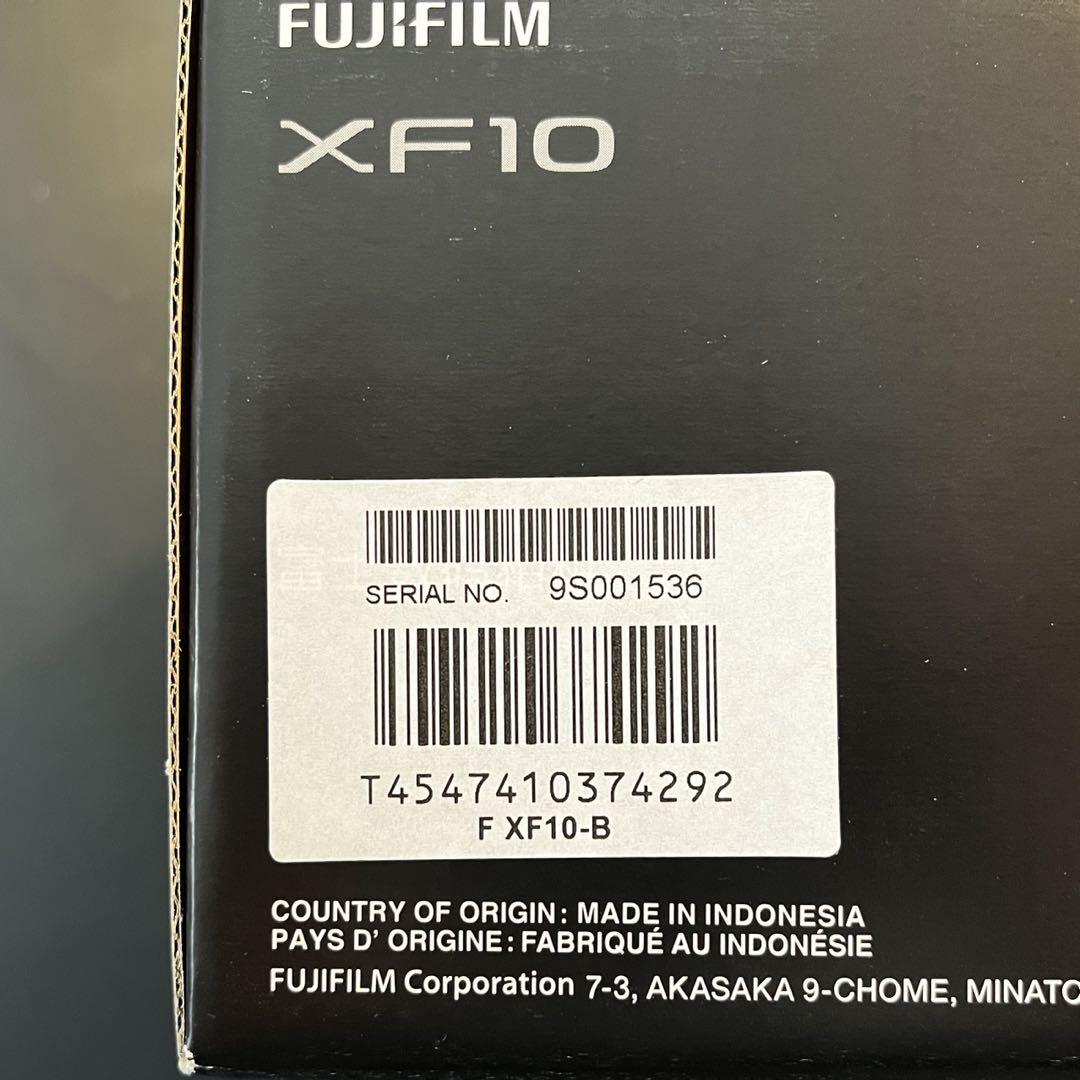 FUJIFILM
XF10
SERIAL NO. 9S001536
T4547410374292
F XF10-B
COUNTRY OF ORIGIN: MADE IN INDONESIA
PAYS D' ORIGINE: FABRIQUÉ AU INDONÉSIE
FUJIFILM Corporation 7-3, AKASAKA 9-CHOME, MINATO